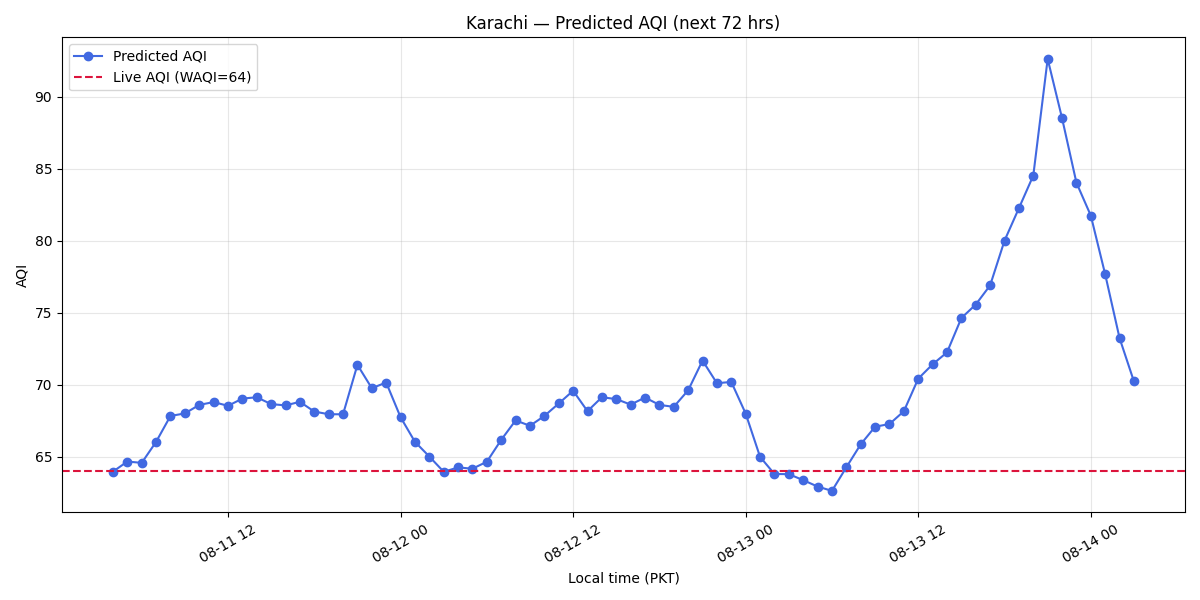 Karachi — Predicted AQI (next 72 hrs)
Predicted AQI
Live AQI (WAQI=64)
AQI
90
85
80
75
70
65
08-11 12
08-12 00
08-12 12
08-13 00
08-13 12
08-14 00
Local time (PKT)